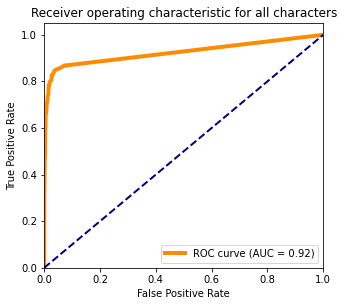 Receiver operating characteristic for all characters
True Positive Rate
1.0
0.8
0.6
0.4
0.2
0.0
ROC curve (AUC = 0.92)
0.0 0.2 0.4 0.6 0.8 1.0
False Positive Rate